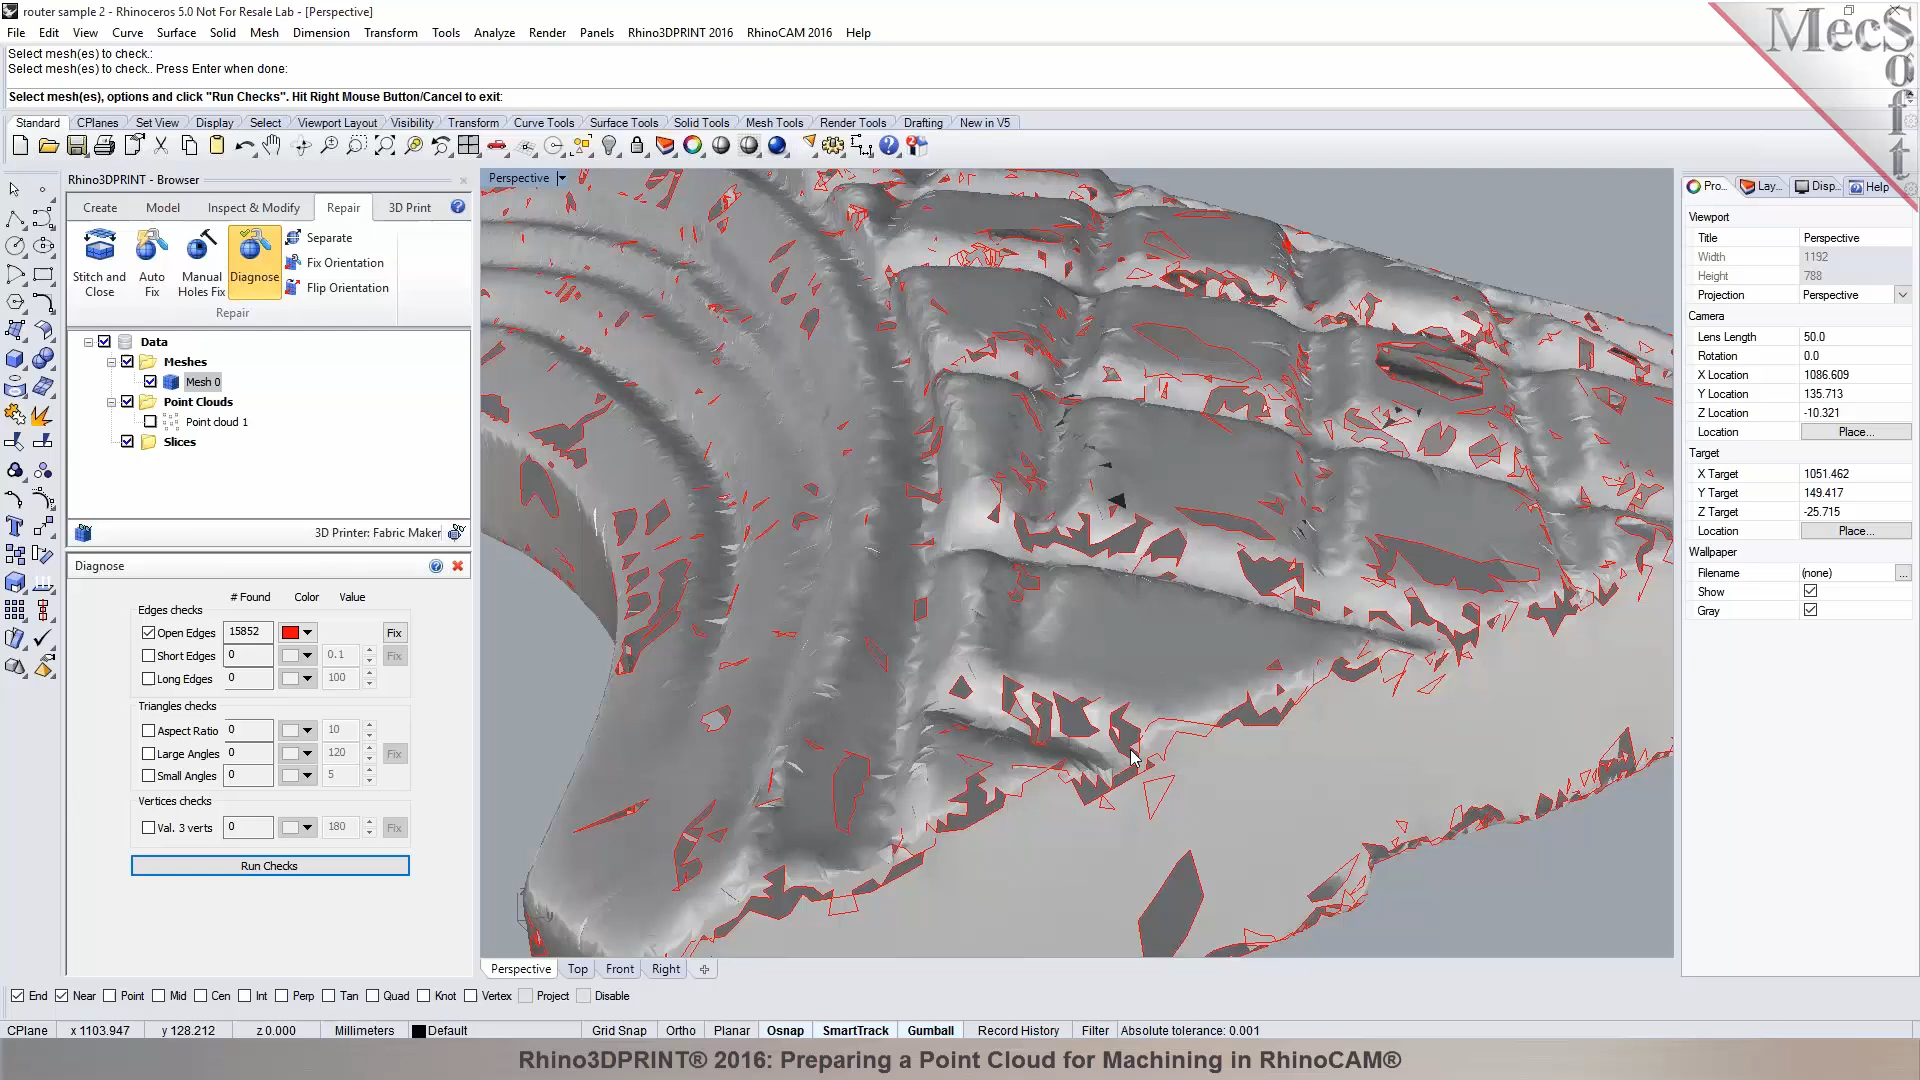 router sample 2 - Rhinoceros 5.0 Not For Resale Lab - [Perspective]
MecSoft
File Edit View Curve Surface Solid Mesh Dimension Transform Tools Analyze Render Panels Rhino3DPRINT 2016 RhinoCAM 2016 Help
Select mesh(es) to check.:
Select mesh(es) to check.. Press Enter when done:
Select mesh(es), options and click "Run Checks". Hit Right Mouse Button/Cancel to exit:
Standard CPlanes Set View Display Select Viewport Layout Visibility Transform Curve Tools Surface Tools Solid Tools Mesh Tools Render Tools Drafting New in V5
Rhino3DPRINT - Browser
Create Model Inspect & Modify Repair 3D Print
Stitch and Close
Auto Fix
Manual Holes Fix
Diagnose
Separate
Fix Orientation
Flip Orientation
Repair
Data
Meshes
Mesh 0
Point Clouds
Point cloud 1
Slices
3D Printer: Fabric Maker
Diagnose
# Found Color Value
Edges checks
Open Edges 15852 Fix
Short Edges 0 0.1 Fix
Long Edges 0 100
Triangles checks
Aspect Ratio 0 10
Large Angles 0 120 Fix
Small Angles 0 5
Vertices checks
Val. 3 verts 0 180 Fix
Run Checks
Perspective
y
Pro... Lay... Disp... Help
Viewport
Title Perspective
Width 1192
Height 788
Projection Perspective
Camera
Lens Length 50.0
Rotation 0.0
X Location 1086.609
Y Location 135.713
Z Location -10.321
Location Place...
Target
X Target 1051.462
Y Target 149.417
Z Target -25.715
Location Place...
Wallpaper
Filename (none) ...
Show
Gray
Perspective Top Front Right
End Near Point Mid Cen Int Perp Tan Quad Knot Vertex Project Disable
CPlane x 1103.947 y 128.212 z 0.000 Millimeters Default Grid Snap Ortho Planar Osnap SmartTrack Gumball Record History Filter Absolute tolerance: 0.001
Rhino3DPRINT® 2016: Preparing a Point Cloud for Machining in RhinoCAM®